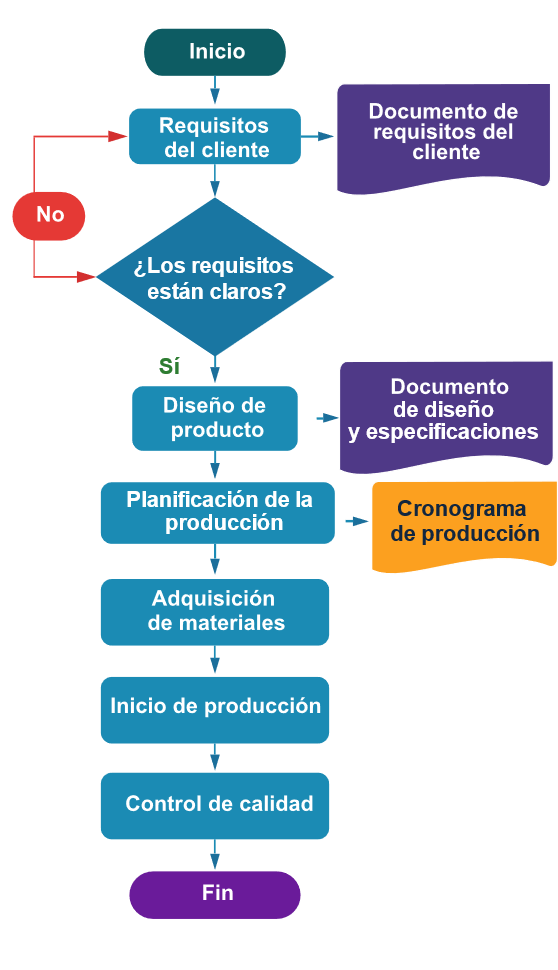 Inicio
Requisitos
del cliente
Documento de
requisitos del
cliente
No
¿Los requisitos
están claros?
Sí
Diseño de
producto
Documento
de diseño
y especificaciones
Planificación de la
producción
Cronograma
de producción
Adquisición
de materiales
Inicio de producción
Control de calidad
Fin